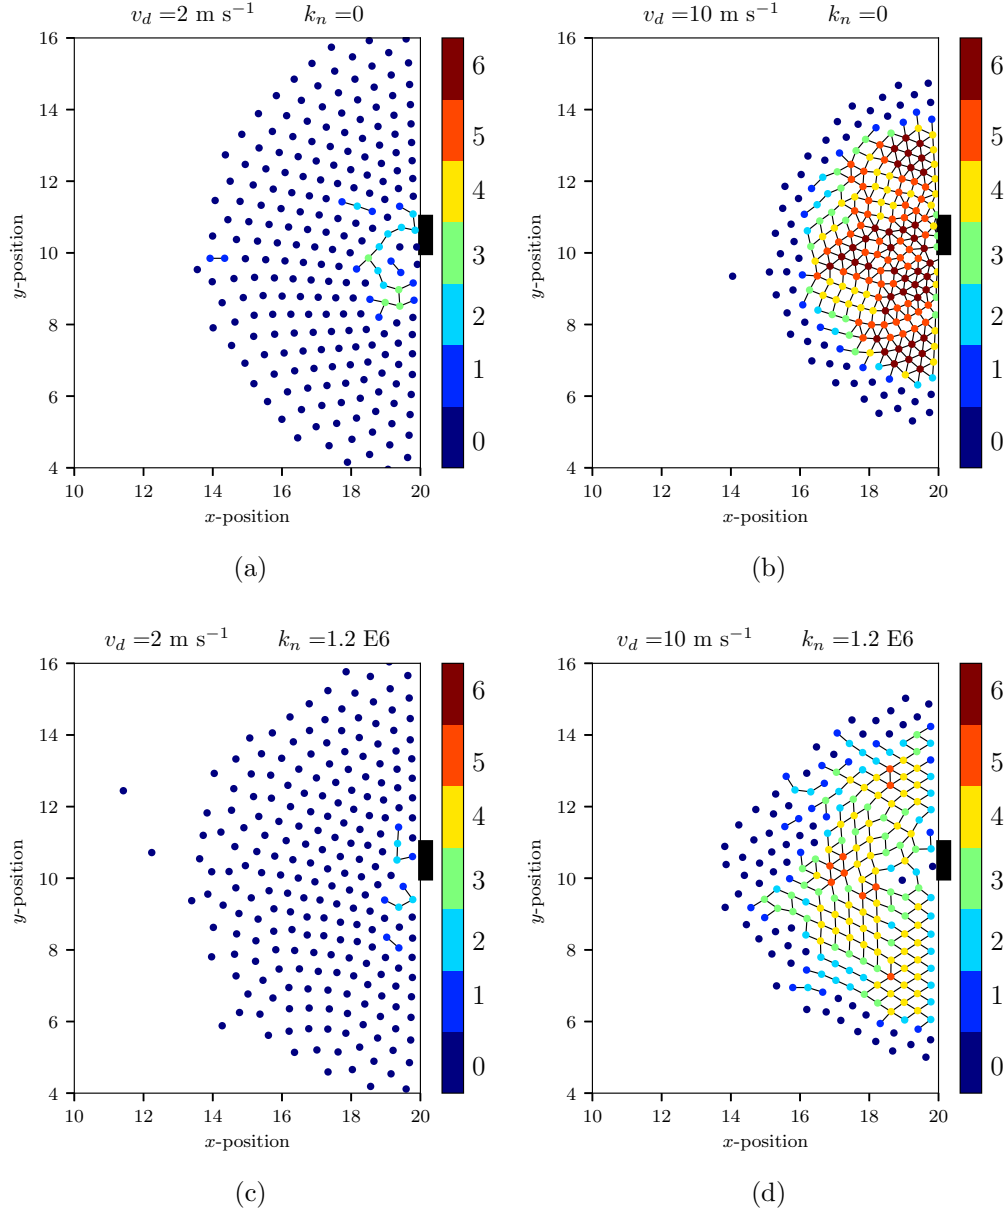 v_d =2 m s⁻¹ k_n =0
16
14
12
10
8
6
4
y-position
10 12 14 16 18 20
x-position
6
5
4
3
2
1
0
(a)
v_d =10 m s⁻¹ k_n =0
16
14
12
10
8
6
4
y-position
10 12 14 16 18 20
x-position
6
5
4
3
2
1
0
(b)
v_d =2 m s⁻¹ k_n =1.2 E6
16
14
12
10
8
6
4
y-position
10 12 14 16 18 20
x-position
6
5
4
3
2
1
0
(c)
v_d =10 m s⁻¹ k_n =1.2 E6
16
14
12
10
8
6
4
y-position
10 12 14 16 18 20
x-position
6
5
4
3
2
1
0
(d)